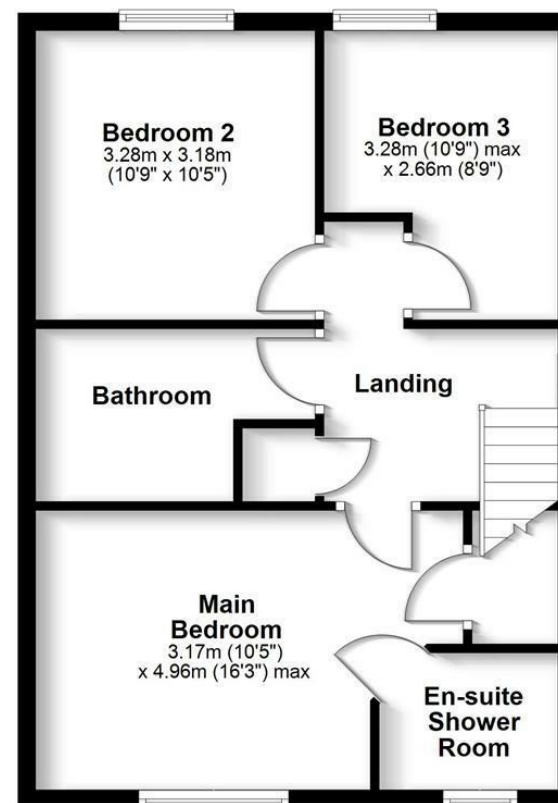 Bedroom 2
3.28m x 3.18m
(10'9" x 10'5")
Bedroom 3
3.28m (10'9") max
x 2.66m (8'9")
Bathroom
Landing
Main
Bedroom
3.17m (10'5")
x 4.96m (16'3") max
En-suite
Shower
Room